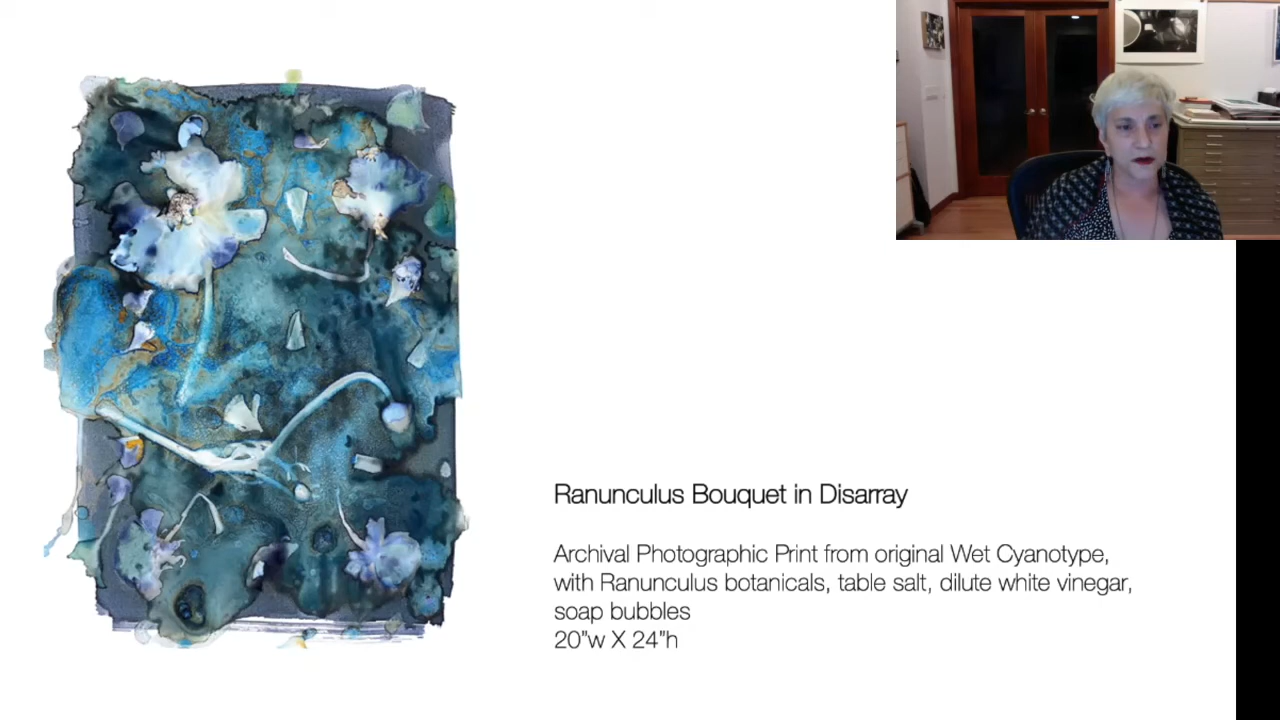 Ranunculus Bouquet in Disarray
Archival Photographic Print from original Wet Cyanotype,
with Ranunculus botanicals, table salt, dilute white vinegar,
soap bubbles
20”w X 24”h